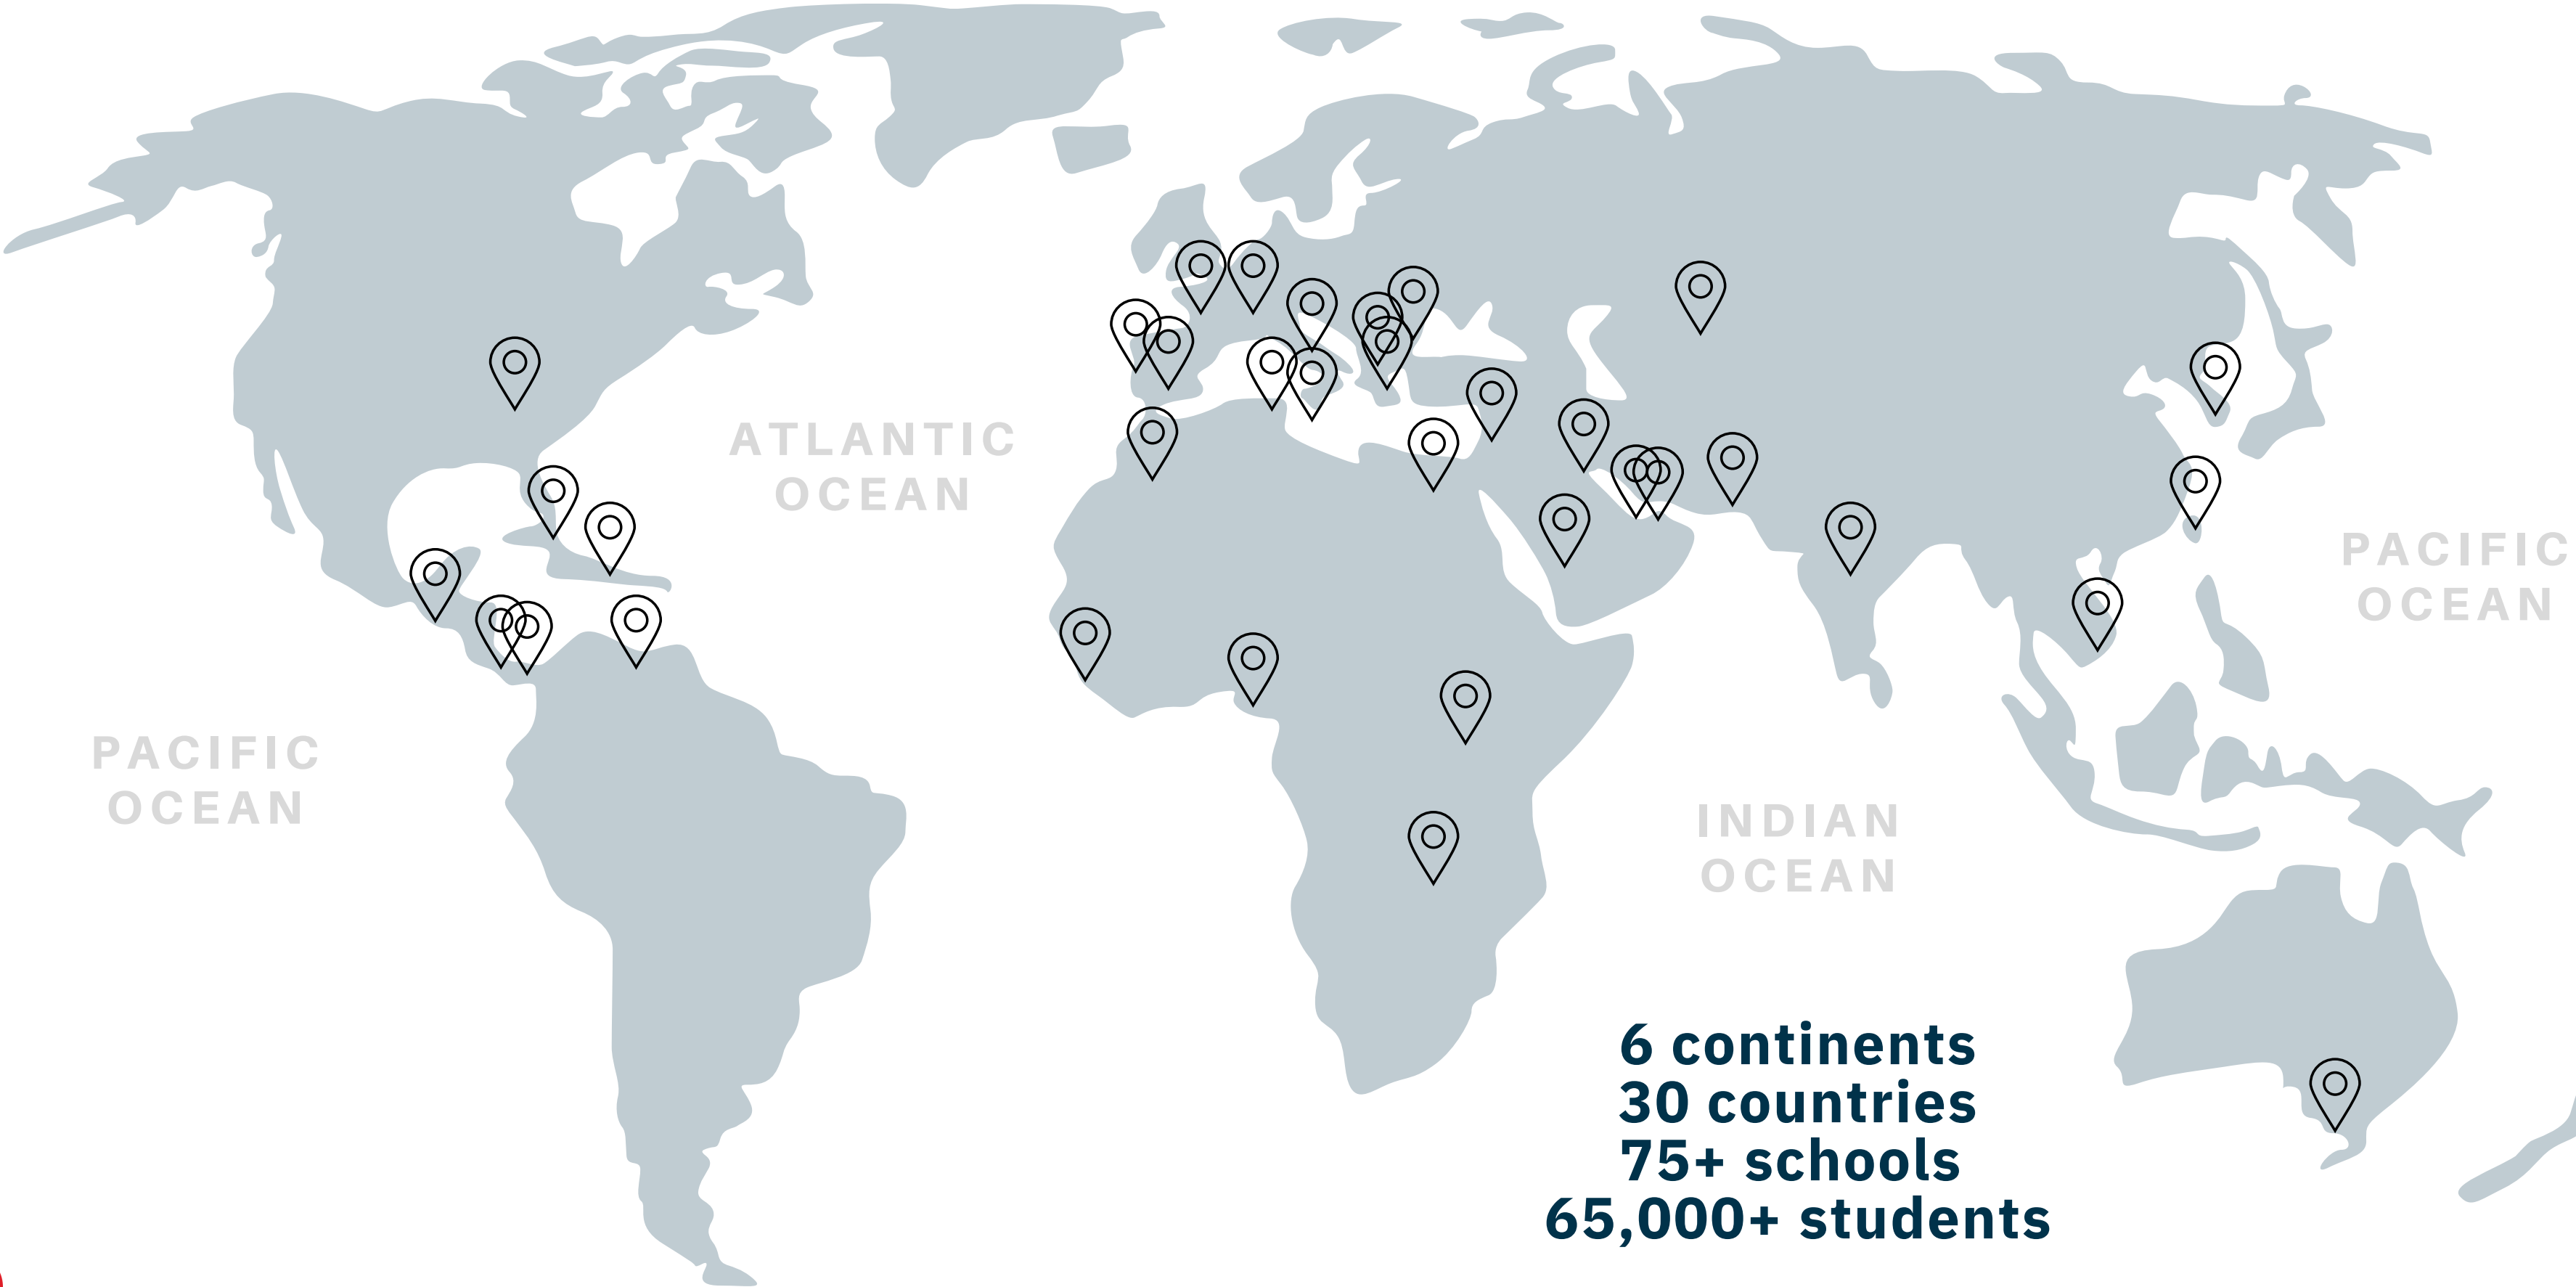 ATLANTIC
OCEAN
PACIFIC
OCEAN
PACIFIC
OCEAN
INDIAN
OCEAN
6 continents
30 countries
75+ schools
65,000+ students